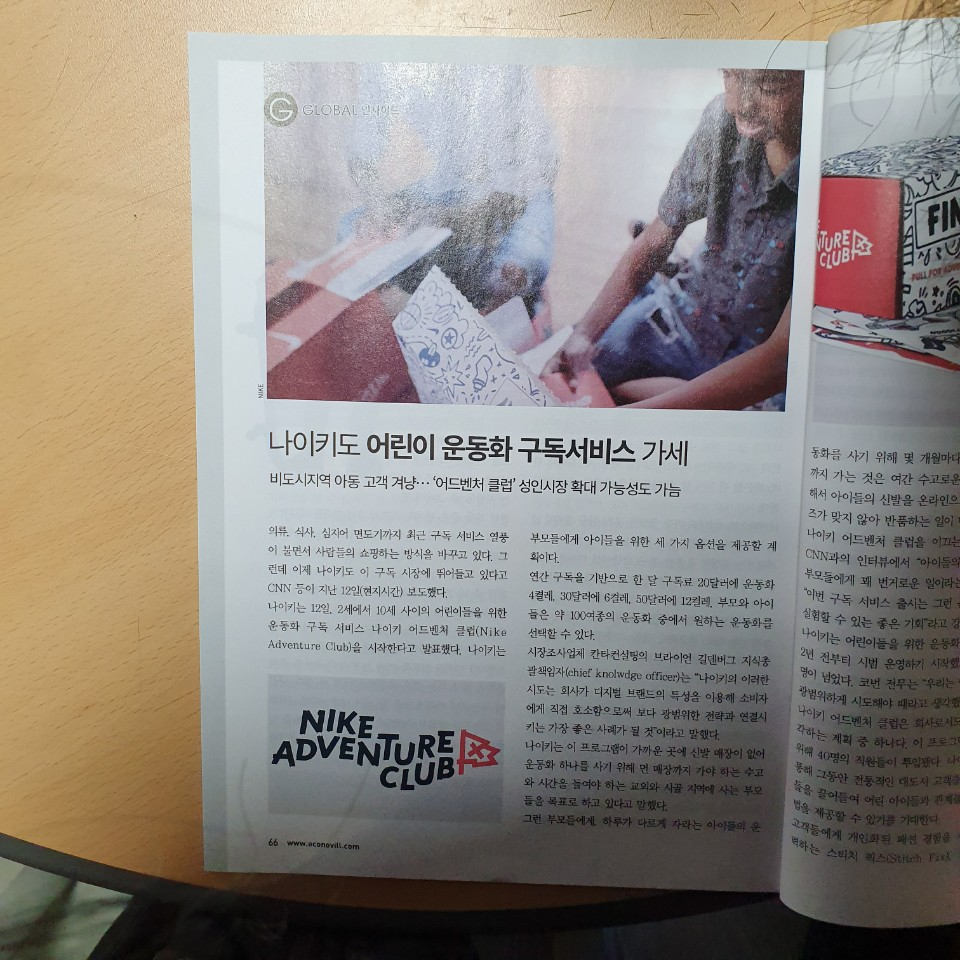 GLOBAL 인사이트
NIKE
나이키도 어린이 운동화 구독서비스 가세
비도시지역 아동 고객 겨냥… '어드벤처 클럽' 성인시장 확대 가능성도 가늠
의류, 식사, 심지어 면도기까지 최근 구독 서비스 열풍
이 불면서 사람들의 쇼핑하는 방식을 바꾸고 있다. 그
런데 이제 나이키도 이 구독 시장에 뛰어들고 있다고
CNN 등이 지난 12일(현지시간) 보도했다.
나이키는 12일, 2세에서 10세 사이의 어린이들을 위한
운동화 구독 서비스 나이키 어드벤처 클럽(Nike
Adventure Club)을 시작한다고 발표했다. 나이키는
NIKE
ADVENTURE
CLUB
66 www.econovill.com
부모들에게 아이들을 위한 세 가지 옵션을 제공할 계
획이다.
연간 구독을 기반으로 한 달 구독료 20달러에 운동화
4켤레, 30달러에 6켤레, 50달러에 12켤레. 부모와 아이
들은 약 100여종의 운동화 중에서 원하는 운동화를
선택할 수 있다.
시장조사업체 칸타컨설팅의 브라이언 길덴버그 지식총
괄책임자(chief knolwdge officer)는 "나이키의 이러한
시도는 회사가 디지털 브랜드의 특성을 이용해 소비자
에게 직접 호소함으로써 보다 광범위한 전략과 연결시
키는 가장 좋은 사례가 될 것"이라고 말했다.
나이키는 이 프로그램이 가까운 곳에 신발 매장이 없어
운동화 하나를 사기 위해 먼 매장까지 가야 하는 수고
와 시간을 들여야 하는 교외와 시골 지역에 사는 부모
들을 목표로 하고 있다고 말했다.
그런 부모들에게, 하루가 다르게 자라는 아이들의 운
TURE
CLUB
FIN
PULL FOR ADVEN
동화를 사기 위해 몇 개월마다
까지 가는 것은 여간 수고로운
해서 아이들의 신발을 온라인으
즈가 맞지 않아 반품하는 일이
나이키 어드벤처 클럽을 이끄는
CNN과의 인터뷰에서 "아이들의
부모들에게 꽤 번거로운 일이라는
"이번 구독 서비스 출시는 그런
실험할 수 있는 좋은 기회"라고 강
나이키는 어린이들을 위한 운동화
2년 전부터 시범 운영하기 시작했
명이 넘었다. 코번 전무는 "우리는
광범위하게 시도해야 때라고 생각했
나이키 어드벤처 클럽은 회사로서도
각하는 계획 중 하나다. 이 프로그
위해 40명의 직원들이 투입됐다. 나이
통해 그동안 전통적인 대도시 고객층
들을 끌어들여 어린 아이들과 관계를
법을 제공할 수 있기를 기대한다.
고객들에게 개인화된 패션 경험을
력하는 스티치 픽스(Stitch Fix),